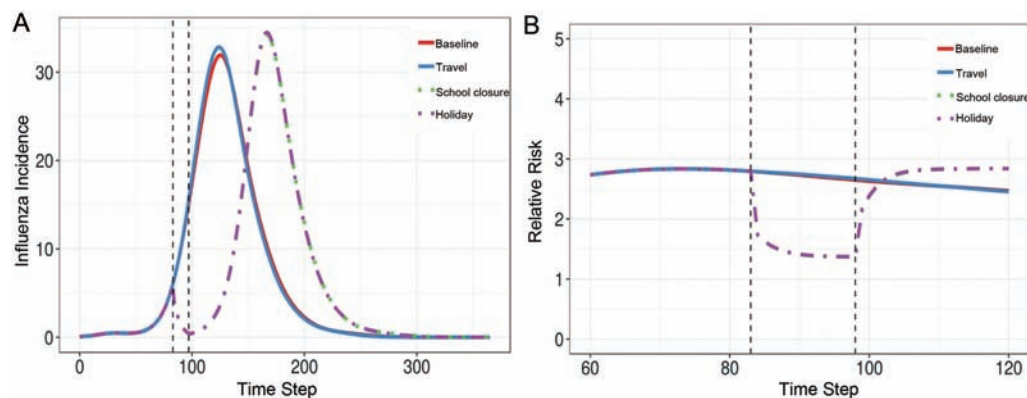 A
Influenza Incidence
30
20
10
0
0
100
200
300
Time Step
Baseline
Travel
School closure
Holiday
B
Relative Risk
5
4
3
2
1
0
60
80
100
120
Time Step
Baseline
Travel
School closure
Holiday